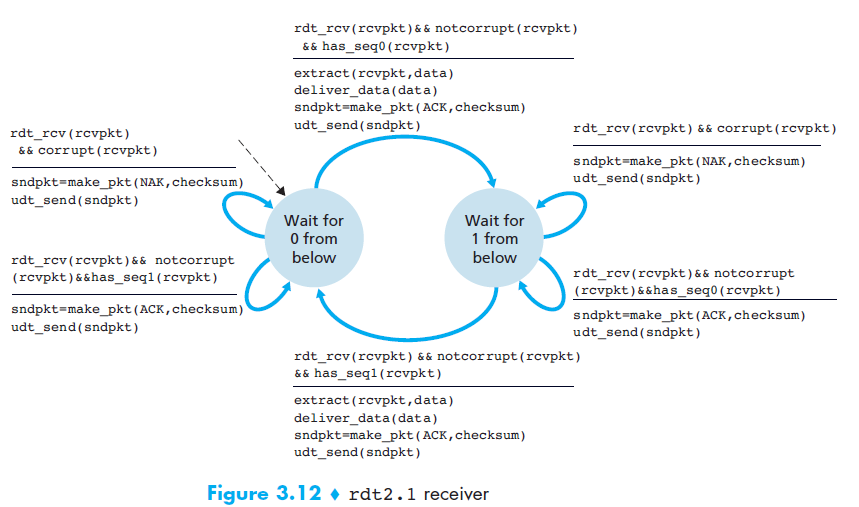 rdt_rcv(rcvpkt)&& notcorrupt(rcvpkt)
&& has_seq0(rcvpkt)
extract(rcvpkt,data)
deliver_data(data)
sndpkt=make_pkt(ACK,checksum)
udt_send(sndpkt)
rdt_rcv(rcvpkt)
&& corrupt(rcvpkt)
sndpkt=make_pkt(NAK,checksum)
udt_send(sndpkt)
rdt_rcv(rcvpkt) && corrupt(rcvpkt)
sndpkt=make_pkt(NAK,checksum)
udt_send(sndpkt)
Wait for
0 from
below
Wait for
1 from
below
rdt_rcv(rcvpkt)&& notcorrupt
(rcvpkt)&&has_seq1(rcvpkt)
sndpkt=make_pkt(ACK,checksum)
udt_send(sndpkt)
rdt_rcv(rcvpkt)&& notcorrupt
(rcvpkt)&&has_seq0(rcvpkt)
sndpkt=make_pkt(ACK,checksum)
udt_send(sndpkt)
rdt_rcv(rcvpkt) && notcorrupt(rcvpkt)
&& has_seq1(rcvpkt)
extract(rcvpkt,data)
deliver_data(data)
sndpkt=make_pkt(ACK,checksum)
udt_send(sndpkt)
Figure 3.12 ♦ rdt2.1 receiver